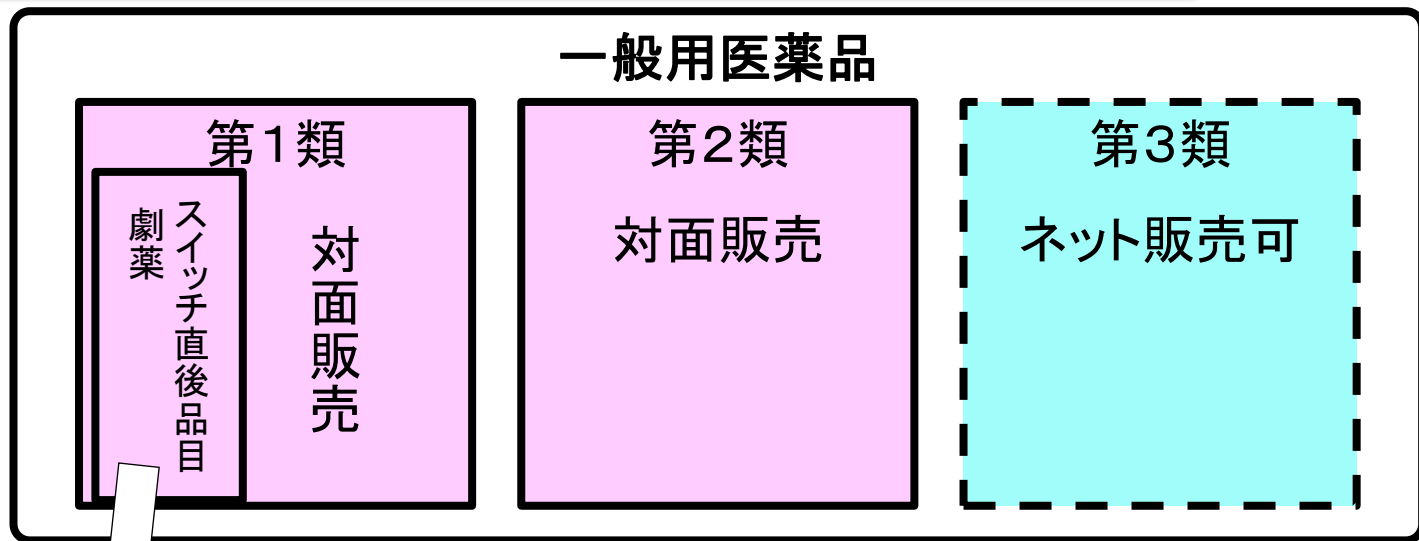 一般用医薬品
第１類
スイッチ直後品目
劇薬
対面販売
第２類
対面販売
第３類
ネット販売可